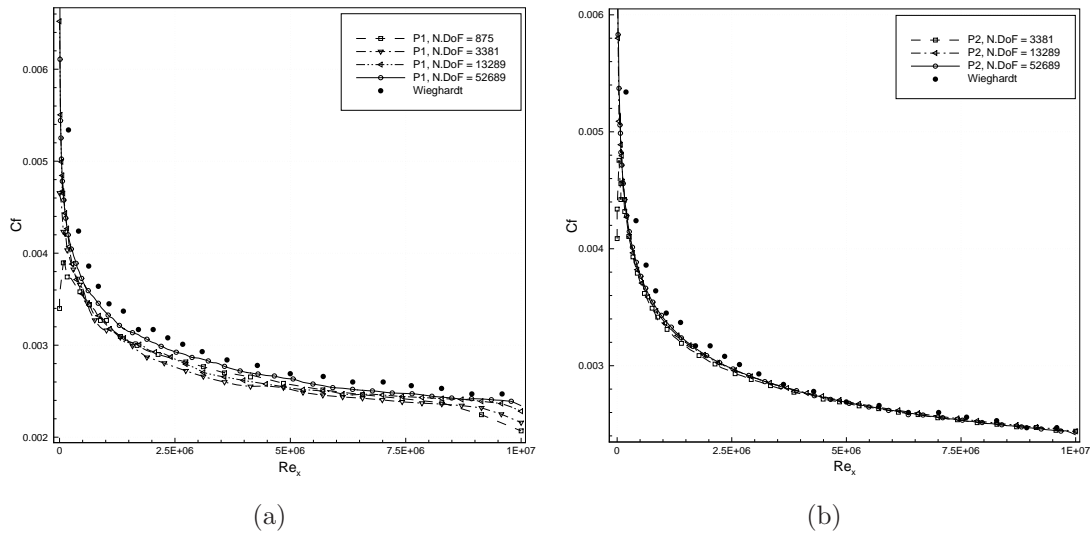 P1, N.DoF = 875
P1, N.DoF = 3381
P1, N.DoF = 13289
P1, N.DoF = 52689
Wieghardt
0.006
0.005
0.004
0.003
0.002
Cf
0
2.5E+06
5E+06
7.5E+06
1E+07
Re_x
(a)
P2, N.DoF = 3381
P2, N.DoF = 13289
P2, N.DoF = 52689
Wieghardt
0.006
0.005
0.004
0.003
Cf
0
2.5E+06
5E+06
7.5E+06
1E+07
Re_x
(b)